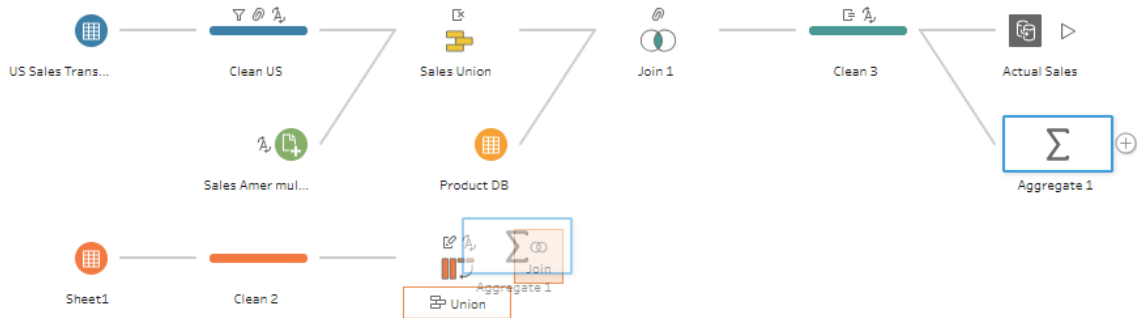 US Sales Trans...
Clean US
Sales Union
Join 1
Clean 3
Actual Sales
Sales Amer mul...
Product DB
Aggregate 1
Join
Aggregate 1
Sheet1
Clean 2
Union